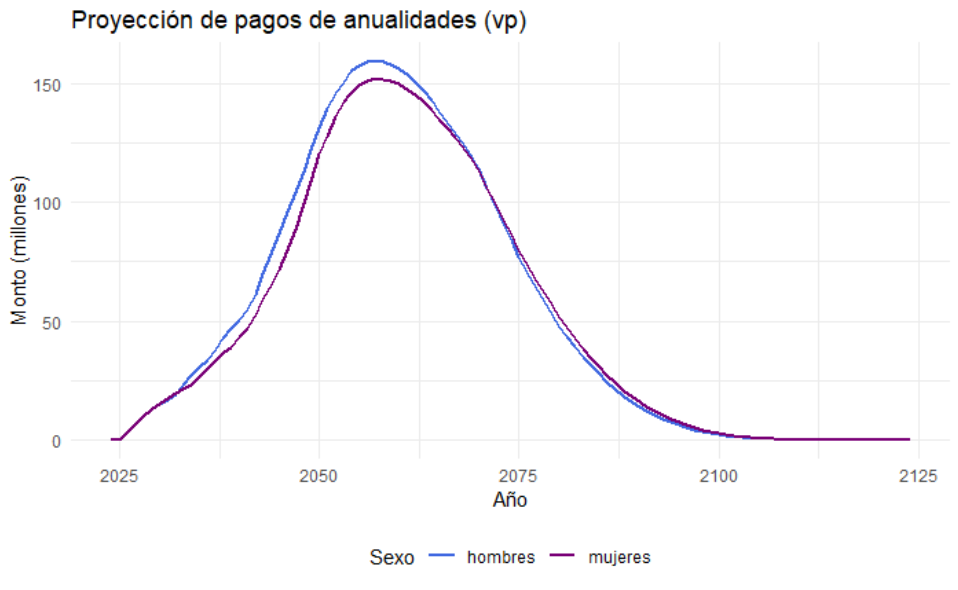 Proyección de pagos de anualidades (vp)
Monto (millones)
150
100
50
0
2025 2050 2075 2100 2125
Año
Sexo hombres mujeres